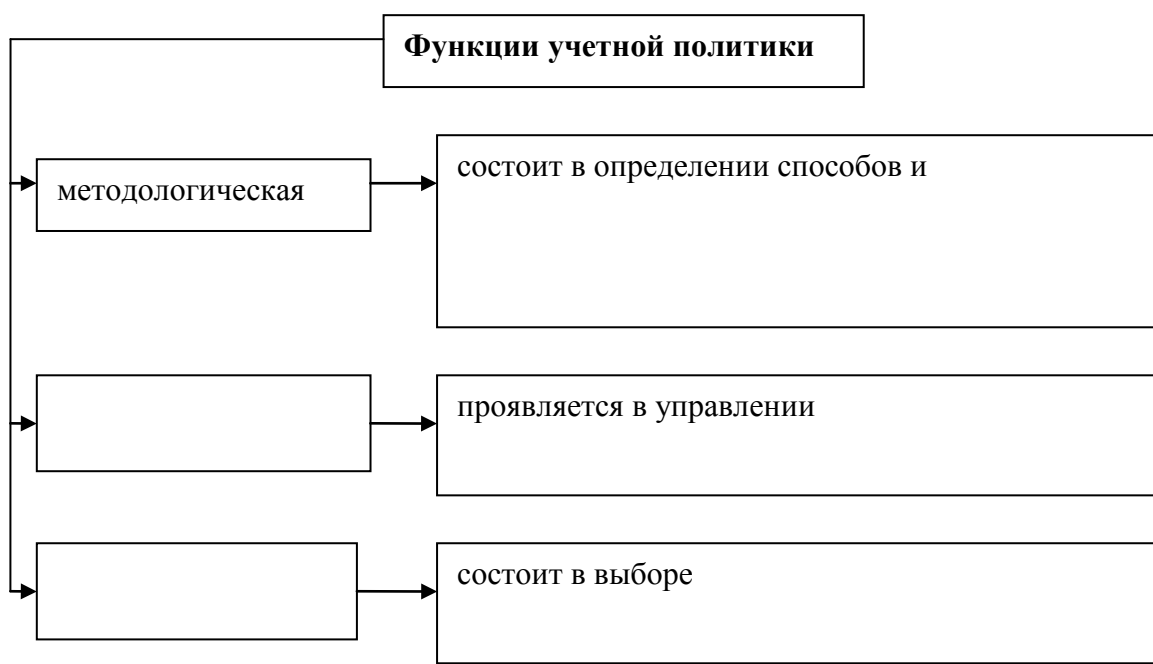 Функции учетной политики
методологическая
состоит в определении способов и
проявляется в управлении
состоит в выборе